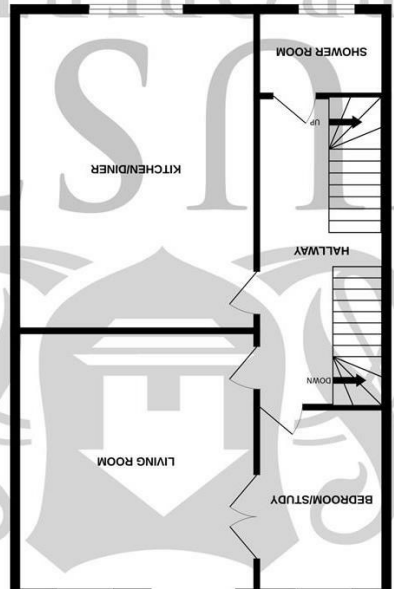 BEDROOM/STUDY
LIVING ROOM
DOWN
HALLWAY
KITCHEN/DINER
UP
SHOWER ROOM